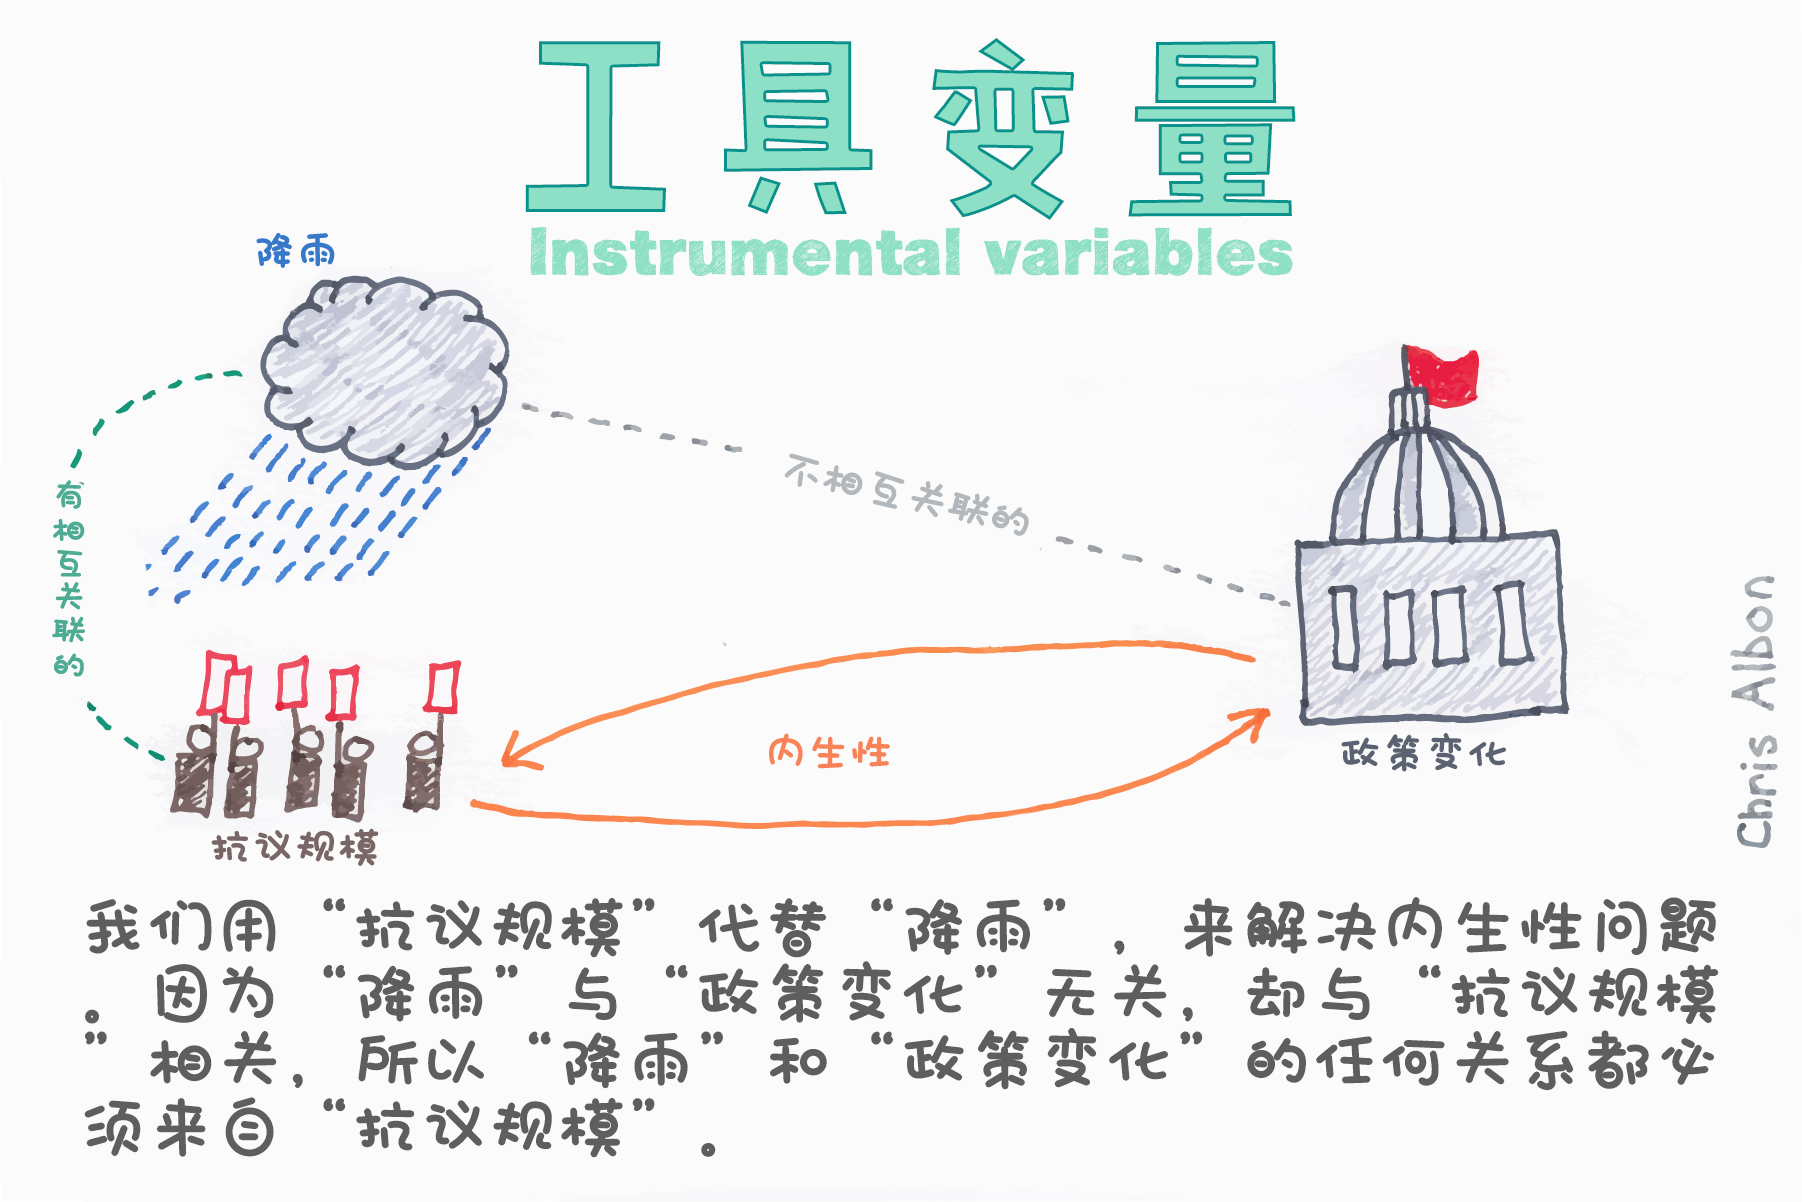 工具变量
Instrumental variables
降雨
有相互关联的
不相互关联的
内生性
政策变化
抗议规模
Chris Albon
我们用“抗议规模”代替“降雨”，来解决内生性问题
。因为“降雨”与“政策变化”无关，却与“抗议规模
”相关，所以“降雨”和“政策变化”的任何关系都必
须来自“抗议规模”。